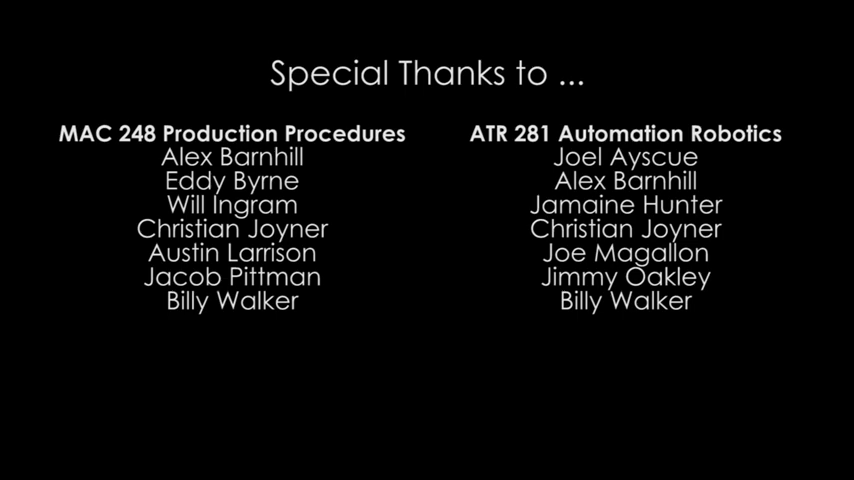 Special Thanks to ...
MAC 248 Production Procedures
Alex Barnhill
Eddy Byrne
Will Ingram
Christian Joyner
Austin Larrison
Jacob Pittman
Billy Walker
ATR 281 Automation Robotics
Joel Ayscue
Alex Barnhill
Jamaine Hunter
Christian Joyner
Joe Magallon
Jimmy Oakley
Billy Walker